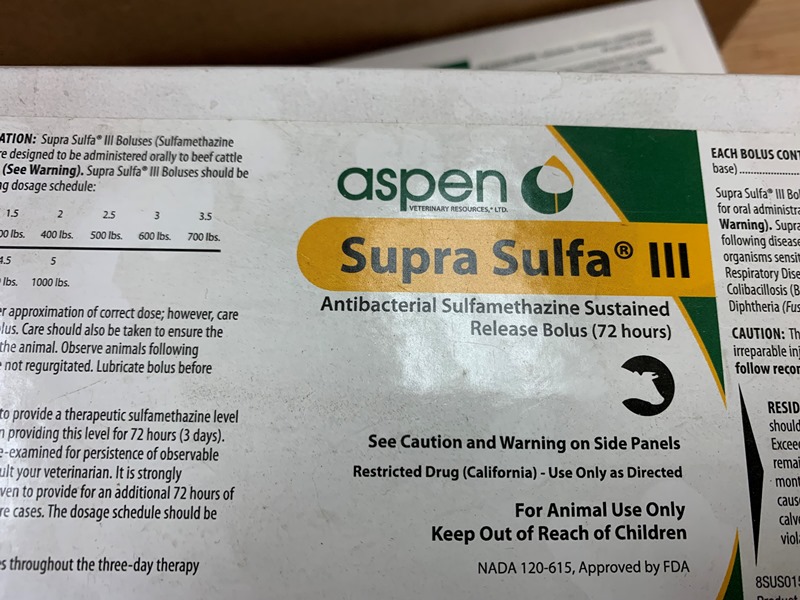 ATION: Supra Sulfa® III Boluses (Sulfamethazine
re designed to be administered orally to beef cattle
(See Warning). Supra Sulfa® III Boluses should be
ng dosage schedule:
1.5 2 2.5 3 3.5
00 lbs. 400 lbs. 500 lbs. 600 lbs. 700 lbs.
4.5 5
lbs. 1000 lbs.
er approximation of correct dose; however, care
lus. Care should also be taken to ensure the
the animal. Observe animals following
not regurgitated. Lubricate bolus before
to provide a therapeutic sulfamethazine level
n providing this level for 72 hours (3 days).
e-examined for persistence of observable
ult your veterinarian. It is strongly
ven to provide for an additional 72 hours of
re cases. The dosage schedule should be
s throughout the three-day therapy
aspen
VETERINARY RESOURCES,® LTD.
Supra Sulfa® III
Antibacterial Sulfamethazine Sustained
Release Bolus (72 hours)
See Caution and Warning on Side Panels
Restricted Drug (California) - Use Only as Directed
For Animal Use Only
Keep Out of Reach of Children
NADA 120-615, Approved by FDA
EACH BOLUS CONT
base)
Supra Sulfa® III Bo
for oral administra
Warning). Supra
following disease
organisms sensit
Respiratory Dise
Colibacillosis (B
Diphtheria (Fus
CAUTION: Th
irreparable inj
follow recor
RESID
should
Excee
remai
mont
caus
calve
viol
8SUS015